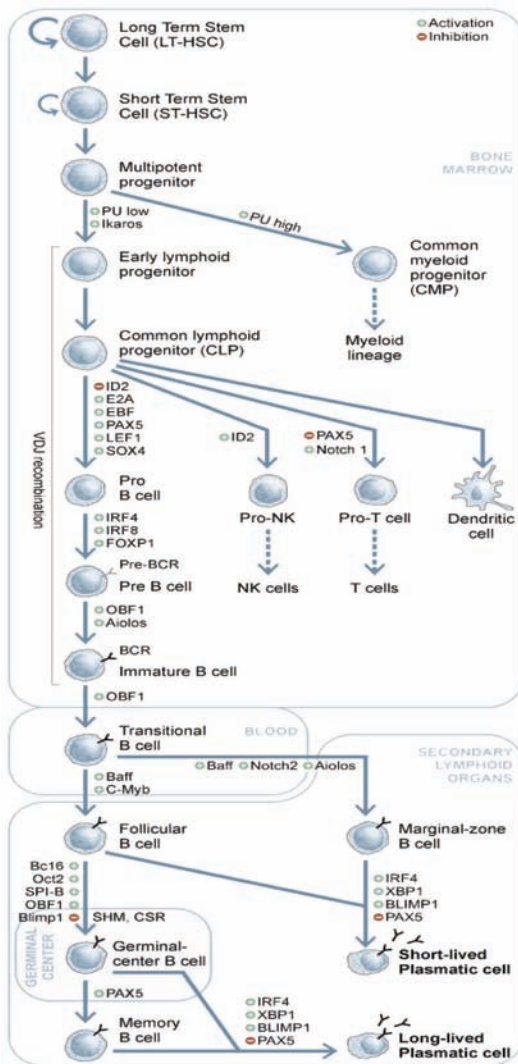 Long Term Stem
Cell (LT-HSC)
Activation
Inhibition
Short Term Stem
Cell (ST-HSC)
BONE
MARROW
Multipotent
progenitor
PU low
Ikaros
PU high
Early lymphoid
progenitor
Common
myeloid
progenitor
(CMP)
Common lymphoid
progenitor (CLP)
Myeloid
lineage
VDJ recombination
ID2
E2A
EBF
PAX5
LEF1
SOX4
ID2
PAX5
Notch 1
Pro
B cell
Pro-NK
Pro-T cell
Dendritic
cell
IRF4
IRF8
FOXP1
Pre-BCR
Pre B cell
NK cells
T cells
OBF1
Aiolos
BCR
Immature B cell
OBF1
Transitional
B cell
BLOOD
SECONDARY
LYMPHOID
ORGANS
Baff Notch2 Aiolos
Baff
C-Myb
Follicular
B cell
Marginal-zone
B cell
Bc16
Oct2
SPI-B
OBF1
Blimp1 SHM, CSR
IRF4
XBP1
BLIMP1
PAX5
GERMINAL
CENTER
Germinal-
center B cell
Short-lived
Plasmatic cell
PAX5
IRF4
XBP1
BLIMP1
PAX5
Memory
B cell
Long-lived
Plasmatic cell